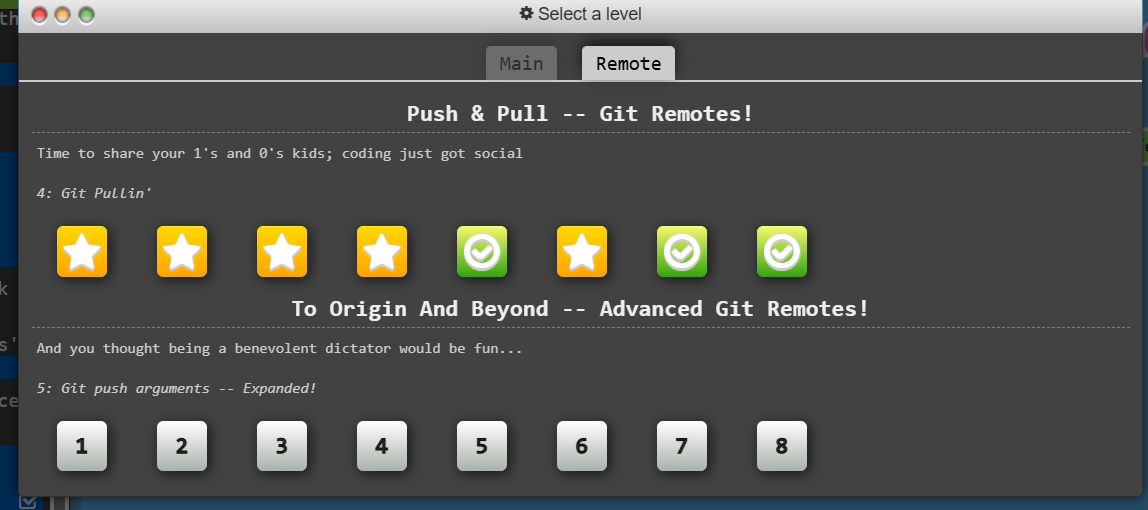 Select a level
Main Remote
Push & Pull -- Git Remotes!
Time to share your 1's and 0's kids; coding just got social
4: Git Pullin'
To Origin And Beyond -- Advanced Git Remotes!
And you thought being a benevolent dictator would be fun...
5: Git push arguments -- Expanded!
1 2 3 4 5 6 7 8